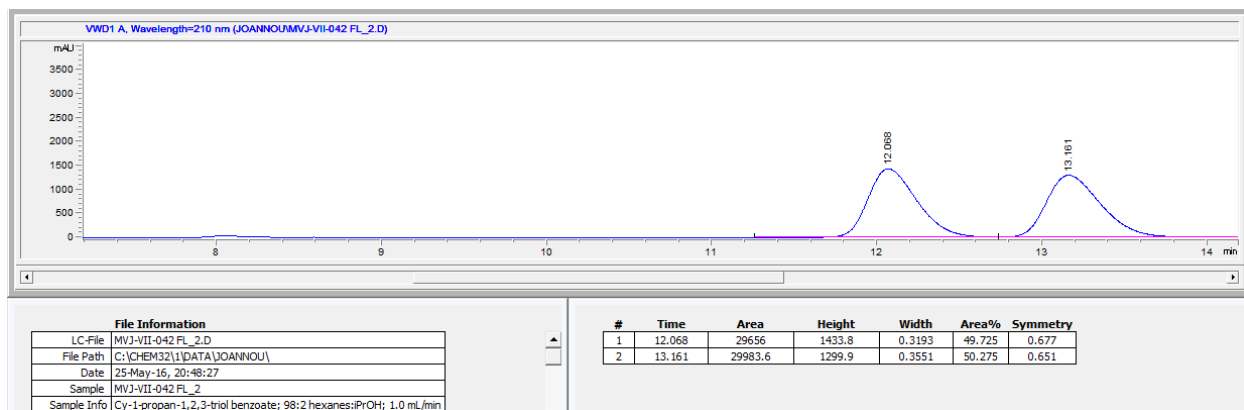 VWD1 A, Wavelength=210 nm (JOANNOU\MVJ-VII-042 FL_2.D)
mAU
3500
3000
2500
2000
1500
1000
500
0
12.068
13.161
8 9 10 11 12 13 14 min
File Information
LC-File MVJ-VII-042 FL_2.D
File Path C:\CHEM32\1\DATA\JOANNOU\
Date 25-May-16, 20:48:27
Sample MVJ-VII-042 FL_2
Sample Info Cy-1-propan-1,2,3-triol benzoate; 98:2 hexanes:iPrOH; 1.0 mL/min
# Time Area Height Width Area% Symmetry
1 12.068 29656 1433.8 0.3193 49.725 0.677
2 13.161 29983.6 1299.9 0.3551 50.275 0.651